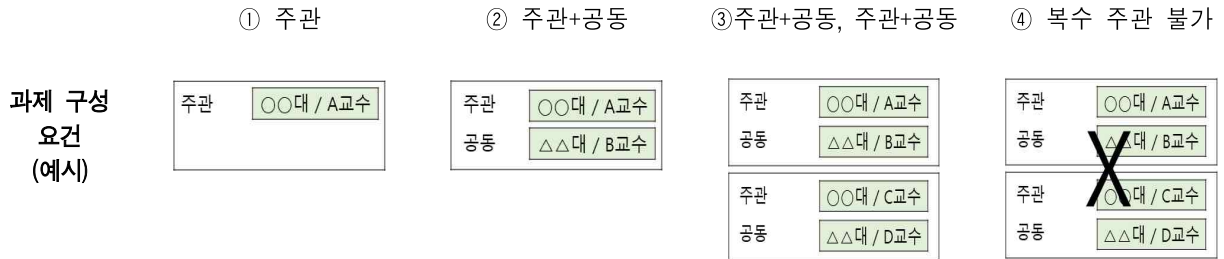 ① 주관
② 주관+공동
③주관+공동, 주관+공동
④ 복수 주관 불가
과제 구성
요건
(예시)
주관 ○○대 / A교수
주관 ○○대 / A교수
공동 △△대 / B교수
주관 ○○대 / A교수
공동 △△대 / B교수
주관 ○○대 / C교수
공동 △△대 / D교수
주관 ○○대 / A교수
공동 △△대 / B교수
X
주관 ○○대 / C교수
공동 △△대 / D교수